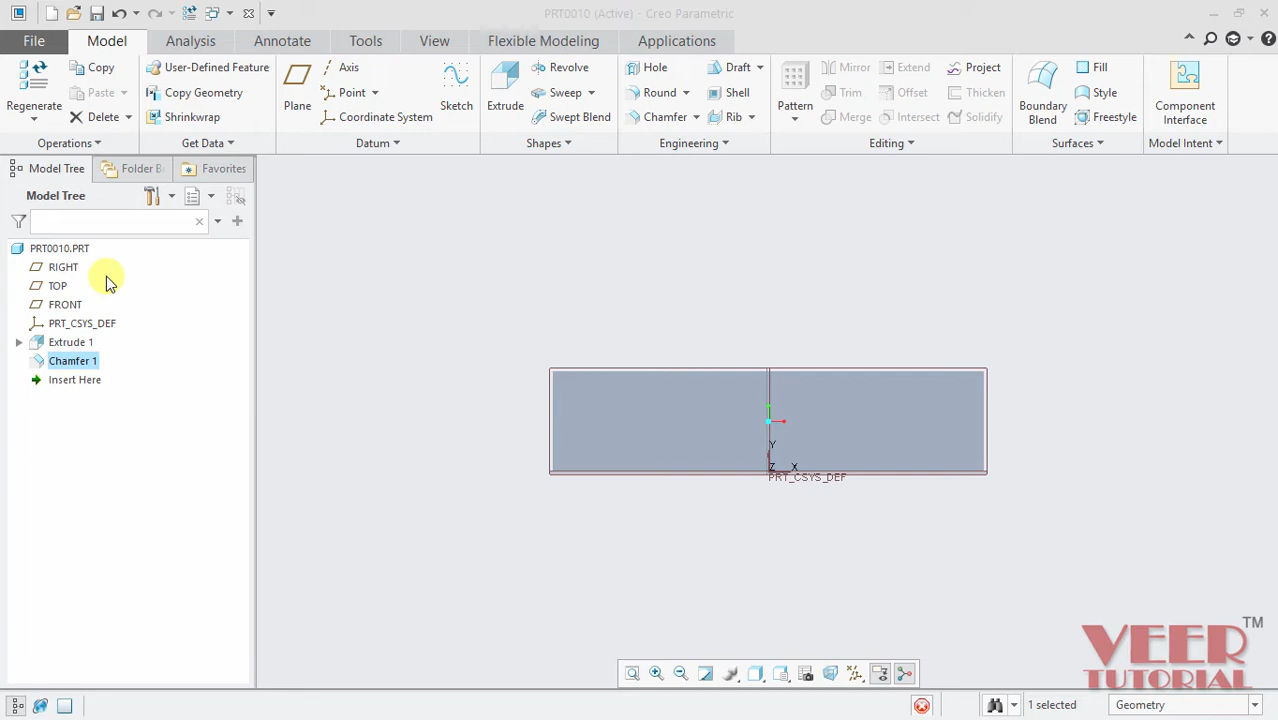 PRT0010 (Active) - Creo Parametric
File Model Analysis Annotate Tools View Flexible Modeling Applications
Regenerate
Copy
Paste
Delete
Operations
User-Defined Feature
Copy Geometry
Shrinkwrap
Get Data
Plane
Axis
Point
Coordinate System
Sketch
Datum
Extrude
Revolve
Sweep
Swept Blend
Shapes
Hole
Round
Chamfer
Draft
Shell
Rib
Engineering
Pattern
Mirror
Trim
Merge
Extend
Offset
Intersect
Project
Thicken
Solidify
Editing
Boundary
Blend
Fill
Style
Freestyle
Surfaces
Component
Interface
Model Intent
Model Tree
Folder B
Favorites
Model Tree
PRT0010.PRT
RIGHT
TOP
FRONT
PRT_CSYS_DEF
Extrude 1
Chamfer 1
Insert Here
Y
Z X
PRT_CSYS_DEF
VEER TM
TUTORIAL
1 selected
Geometry